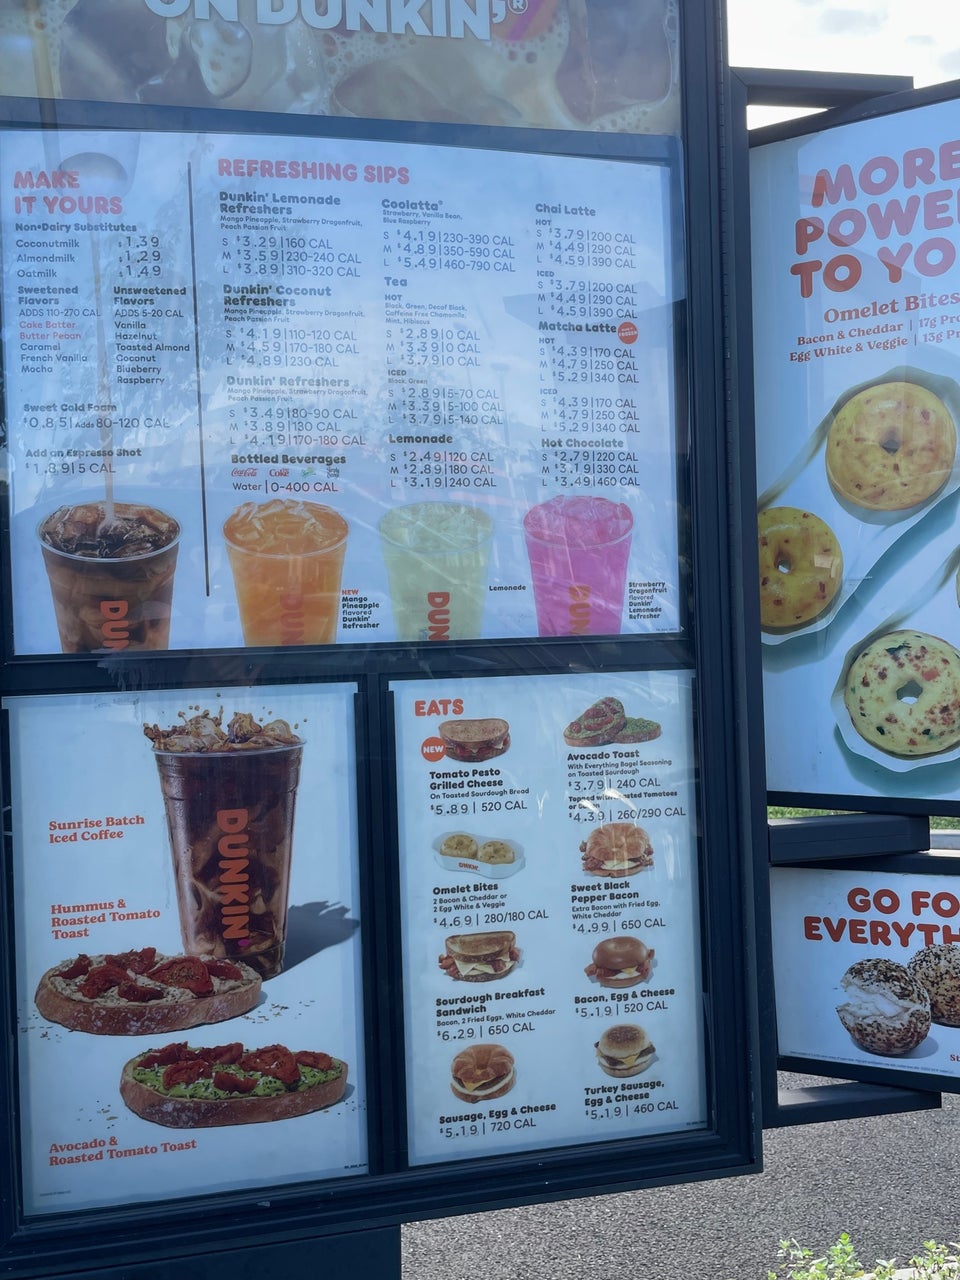 ON DUNKIN'®
MAKE
IT YOURS
Non-Dairy Substitutes
Coconutmilk $1.39
Almondmilk $1.29
Oatmilk $1.49
Sweetened
Flavors
ADDS 110-270 CAL
Cake Batter
Butter Pecan
Caramel
French Vanilla
Mocha
Unsweetened
Flavors
ADDS 5-20 CAL
Vanilla
Hazelnut
Toasted Almond
Coconut
Blueberry
Raspberry
Sweet Cold Foam
$0.85|Adds 80-120 CAL
Add an Espresso Shot
$1.89|5 CAL
REFRESHING SIPS
Dunkin' Lemonade
Refreshers
Mango Pineapple, Strawberry Dragonfruit,
Peach Passion Fruit
S $3.29|160 CAL
M $3.59|230-240 CAL
L $3.89|310-320 CAL
Dunkin' Coconut
Refreshers
Mango Pineapple, Strawberry Dragonfruit,
Peach Passion Fruit
S $4.19|110-120 CAL
M $4.59|170-180 CAL
L $4.89|230 CAL
Dunkin' Refreshers
Mango Pineapple, Strawberry Dragonfruit,
Peach Passion Fruit
S $3.49|80-90 CAL
M $3.89|130 CAL
L $4.19|170-180 CAL
Bottled Beverages
Coca-Cola Coke
Water | 0-400 CAL
Coolatta®
Strawberry, Vanilla Bean,
Blue Raspberry
S $4.19|230-390 CAL
M $4.89|350-590 CAL
L $5.49|460-790 CAL
Tea
HOT
Black, Green, Decaf Black,
Caffeine Free Chamomile,
Mint, Hibiscus
S $2.89|0 CAL
M $3.39|0 CAL
L $3.79|0 CAL
ICED
Black, Green
S $2.89|5-70 CAL
M $3.39|5-100 CAL
L $3.79|5-140 CAL
Lemonade
S $2.49|120 CAL
M $2.89|180 CAL
L $3.19|240 CAL
Chai Latte
HOT
S $3.79|200 CAL
M $4.49|290 CAL
L $4.59|390 CAL
ICED
S $3.79|200 CAL
M $4.49|290 CAL
L $4.59|390 CAL
Matcha Latte
FROZEN
HOT
S $4.39|170 CAL
M $4.79|250 CAL
L $5.29|340 CAL
ICED
S $4.39|170 CAL
M $4.79|250 CAL
L $5.29|340 CAL
Hot Chocolate
S $2.79|220 CAL
M $3.19|330 CAL
L $3.49|460 CAL
DUN
DUN
NEW
Mango
Pineapple
flavored
Dunkin'
Refresher
DUN
Lemonade
DUN
Strawberry
Dragonfruit
flavored
Dunkin'
Lemonade
Refresher
Sunrise Batch
Iced Coffee
DUNKIN'
Hummus &
Roasted Tomato
Toast
Avocado &
Roasted Tomato Toast
EATS
NEW
Tomato Pesto
Grilled Cheese
On Toasted Sourdough Bread
$5.89 | 520 CAL
Omelet Bites
2 Bacon & Cheddar or
2 Egg White & Veggie
$4.69 | 280/180 CAL
Sourdough Breakfast
Sandwich
Bacon, 2 Fried Eggs, White Cheddar
$6.29 | 650 CAL
Sausage, Egg & Cheese
$5.19 | 720 CAL
Avocado Toast
With Everything Bagel Seasoning
on Toasted Sourdough
$3.79 | 240 CAL
Topped with Roasted Tomatoes
or
$4.39 | 260/290 CAL
Sweet Black
Pepper Bacon
Extra Bacon with Fried Egg,
White Cheddar
$4.99 | 650 CAL
Bacon, Egg & Cheese
$5.19 | 520 CAL
Turkey Sausage,
Egg & Cheese
$5.19 | 460 CAL
MORE
POWE
TO YO
Omelet Bites
Bacon & Cheddar | 17g Pro
Egg White & Veggie | 13g Pr
GO FO
EVERYTH
St